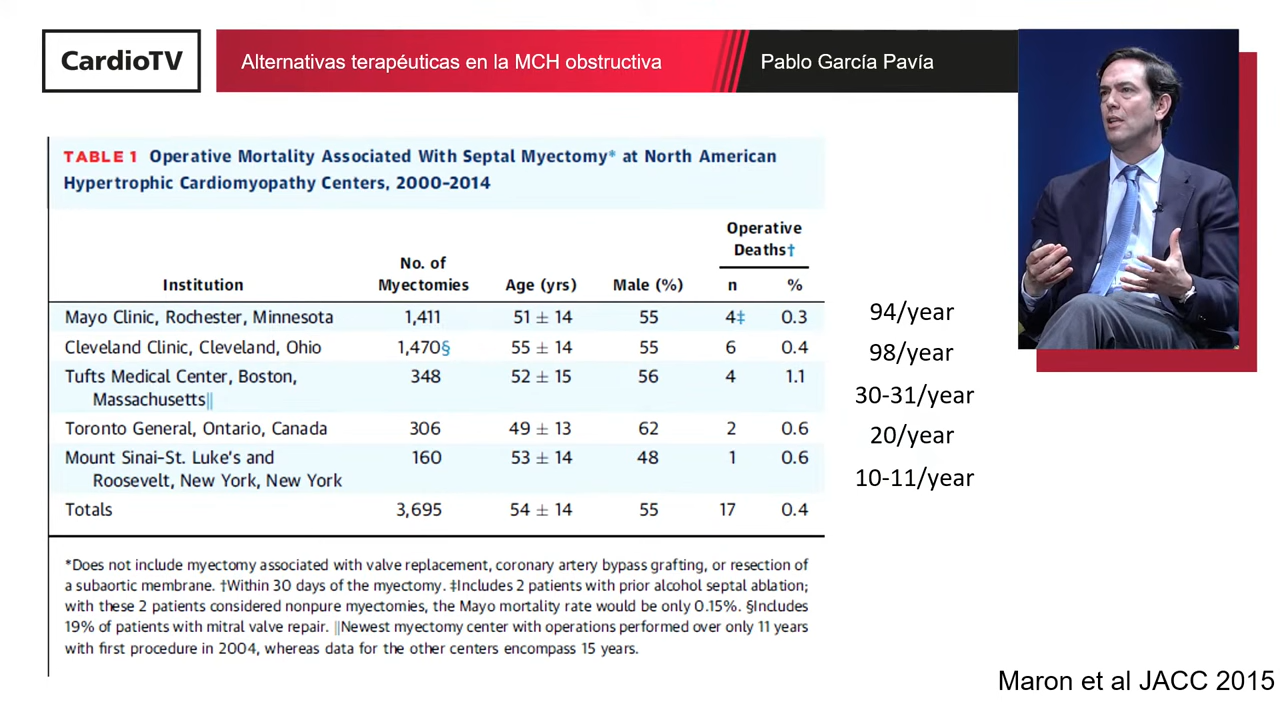 CardioTV
Alternativas terapéuticas en la MCH obstructiva
Pablo García Pavía
TABLE 1 Operative Mortality Associated With Septal Myectomy* at North American
Hypertrophic Cardiomyopathy Centers, 2000–2014
Operative
Deaths†
No. of
Institution Myectomies Age (yrs) Male (%) n %
Mayo Clinic, Rochester, Minnesota 1,411 51 ± 14 55 4‡ 0.3 94/year
Cleveland Clinic, Cleveland, Ohio 1,470§ 55 ± 14 55 6 0.4 98/year
Tufts Medical Center, Boston, 348 52 ± 15 56 4 1.1 30-31/year
Massachusetts||
Toronto General, Ontario, Canada 306 49 ± 13 62 2 0.6 20/year
Mount Sinai–St. Luke's and 160 53 ± 14 48 1 0.6 10-11/year
Roosevelt, New York, New York
Totals 3,695 54 ± 14 55 17 0.4
*Does not include myectomy associated with valve replacement, coronary artery bypass grafting, or resection of
a subaortic membrane. †Within 30 days of the myectomy. ‡Includes 2 patients with prior alcohol septal ablation;
with these 2 patients considered nonpure myectomies, the Mayo mortality rate would be only 0.15%. §Includes
19% of patients with mitral valve repair. ||Newest myectomy center with operations performed over only 11 years
with first procedure in 2004, whereas data for the other centers encompass 15 years.
Maron et al JACC 2015